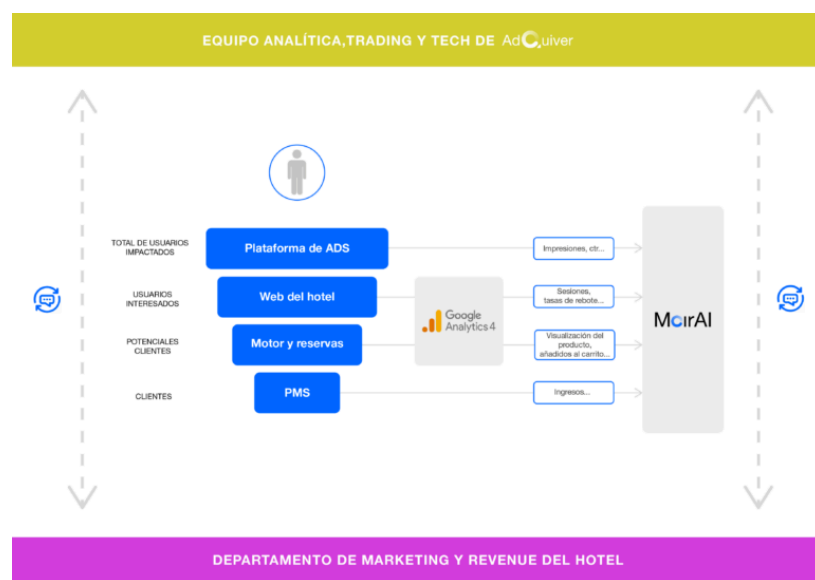 EQUIPO ANALÍTICA,TRADING Y TECH DE AdQuiver
TOTAL DE USUARIOS
IMPACTADOS
Plataforma de ADS
Impresiones, ctr...
USUARIOS
INTERESADOS
Web del hotel
Google
Analytics 4
Sesiones,
tasas de rebote...
MoirAI
POTENCIALES
CLIENTES
Motor y reservas
Visualización del
producto,
añadidos al carrito...
CLIENTES
PMS
Ingresos...
DEPARTAMENTO DE MARKETING Y REVENUE DEL HOTEL